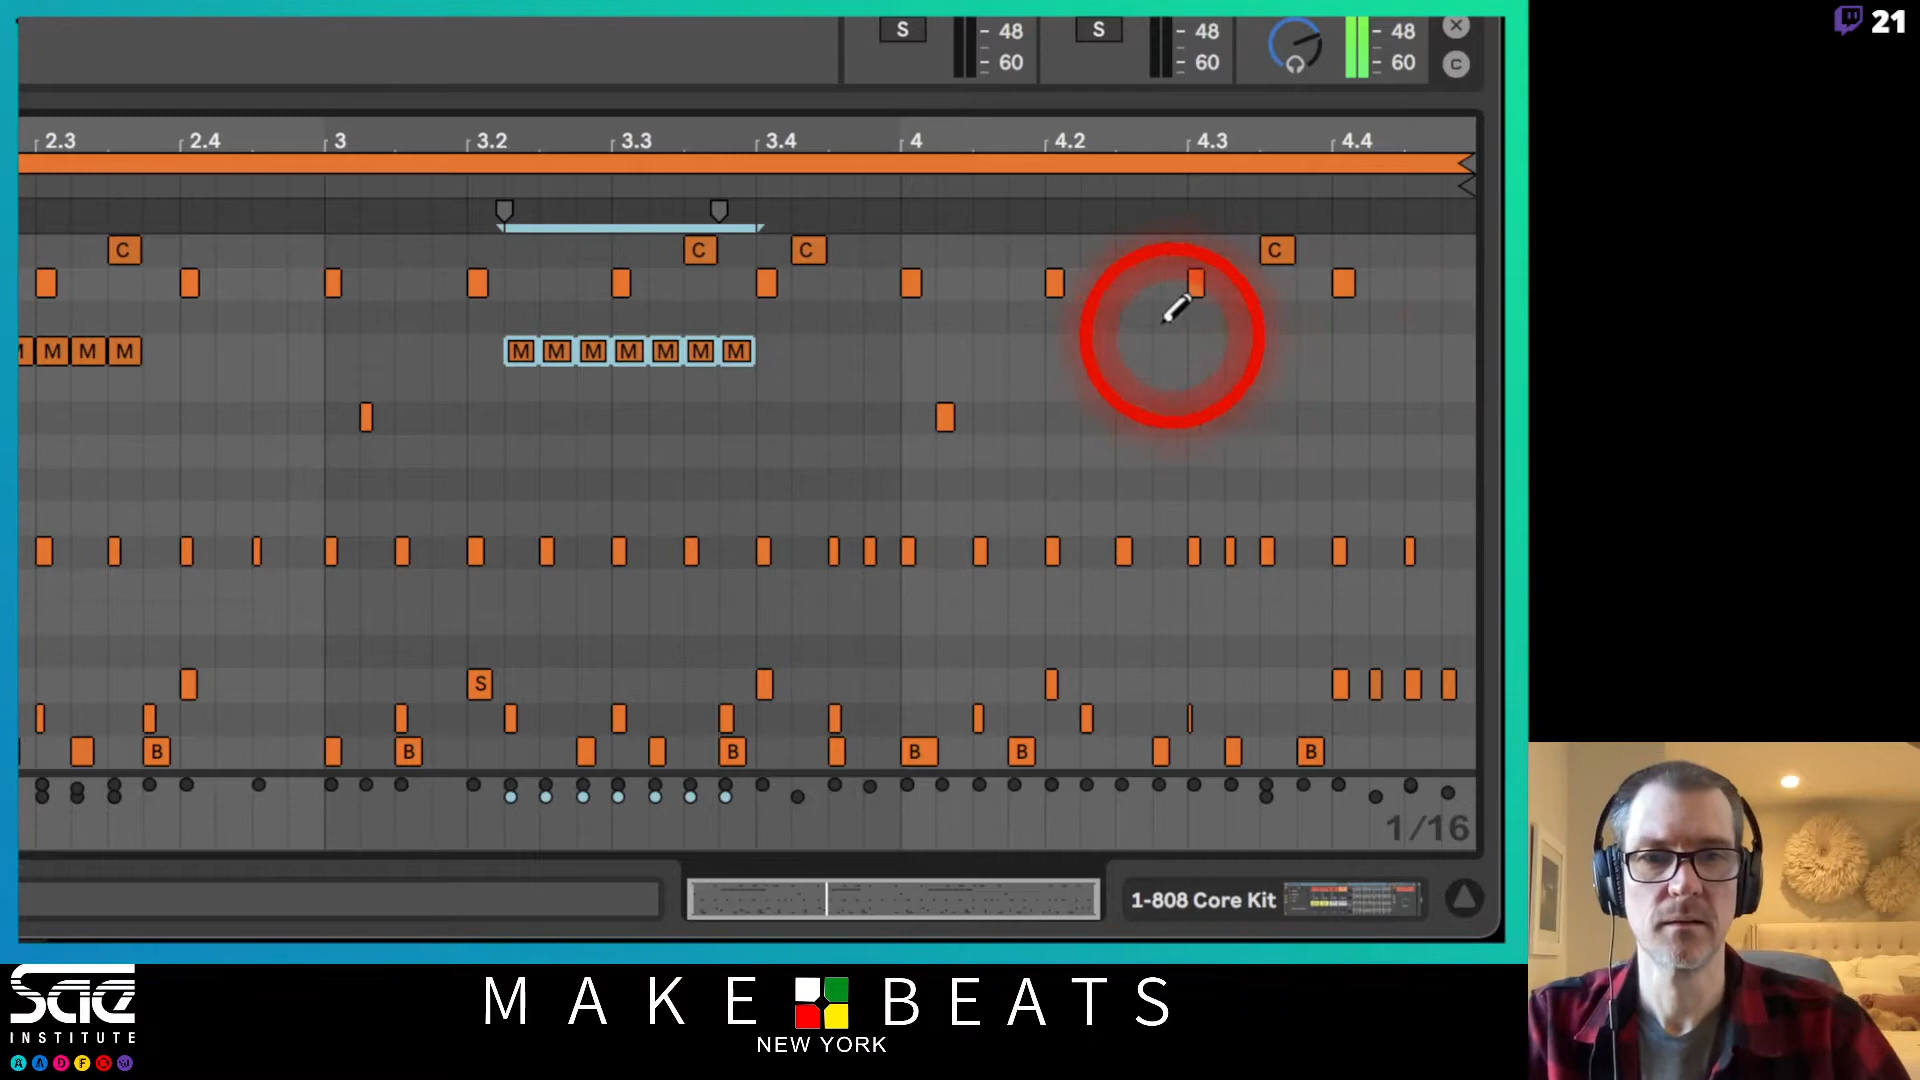 21
S 48 S 48 48 X
60 60 60 C
2.3 2.4 3 3.2 3.3 3.4 4 4.2 4.3 4.4
C C C C
M M M M M M M M M M M
S
B B B B B B
1/16
1-808 Core Kit
Sae
INSTITUTE
MAKE BEATS
NEW YORK